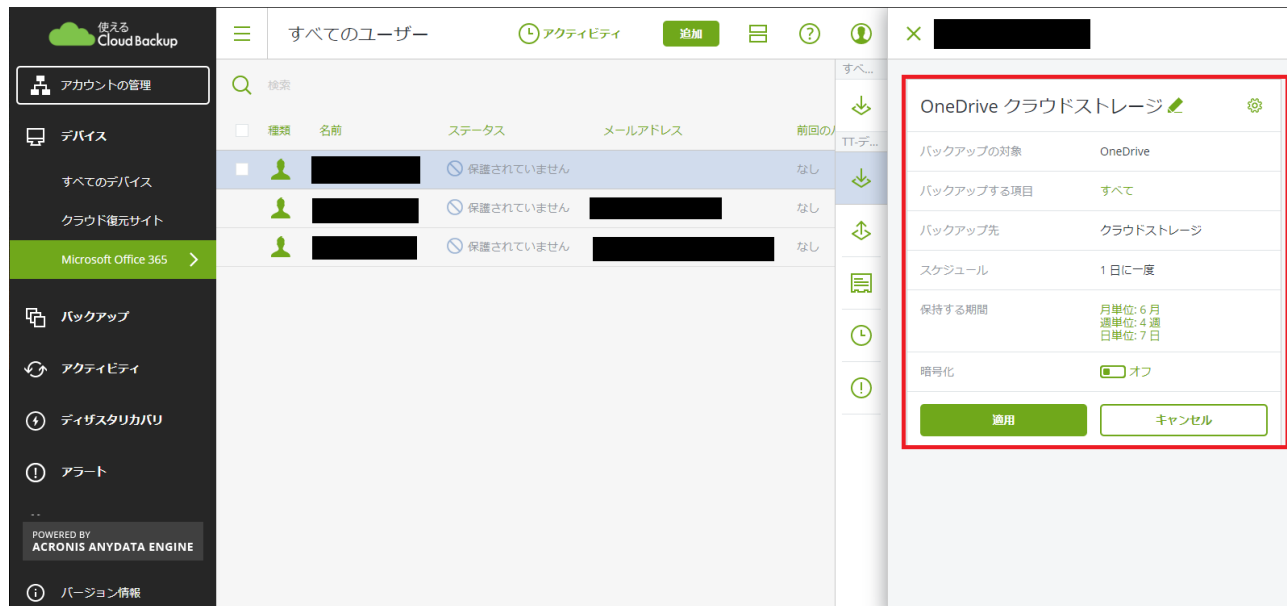 使える
Cloud Backup
アカウントの管理
デバイス
すべてのデバイス
クラウド復元サイト
Microsoft Office 365
バックアップ
アクティビティ
ディザスタリカバリ
アラート
POWERED BY
ACRONIS ANYDATA ENGINE
バージョン情報
すべてのユーザー
アクティビティ
追加
検索
種類 名前 ステータス メールアドレス 前回の
保護されていません なし
保護されていません なし
保護されていません なし
すべ...
TT-デ...
OneDrive クラウドストレージ
バックアップの対象 OneDrive
バックアップする項目 すべて
バックアップ先 クラウドストレージ
スケジュール 1 日に一度
保持する期間 月単位: 6 月
週単位: 4 週
日単位: 7 日
暗号化 オフ
適用 キャンセル